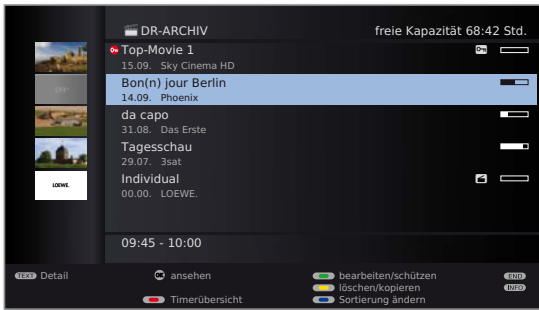 DR-ARCHIV freie Kapazität 68:42 Std.
Top-Movie 1
15.09. Sky Cinema HD
Bon(n) jour Berlin
14.09. Phoenix
da capo
31.08. Das Erste
Tagesschau
29.07. 3sat
Individual
00.00. LOEWE.
LOEWE.
09:45 - 10:00
TEXT Detail OK ansehen bearbeiten/schützen END
löschen/kopieren INFO
Timerübersicht Sortierung ändern